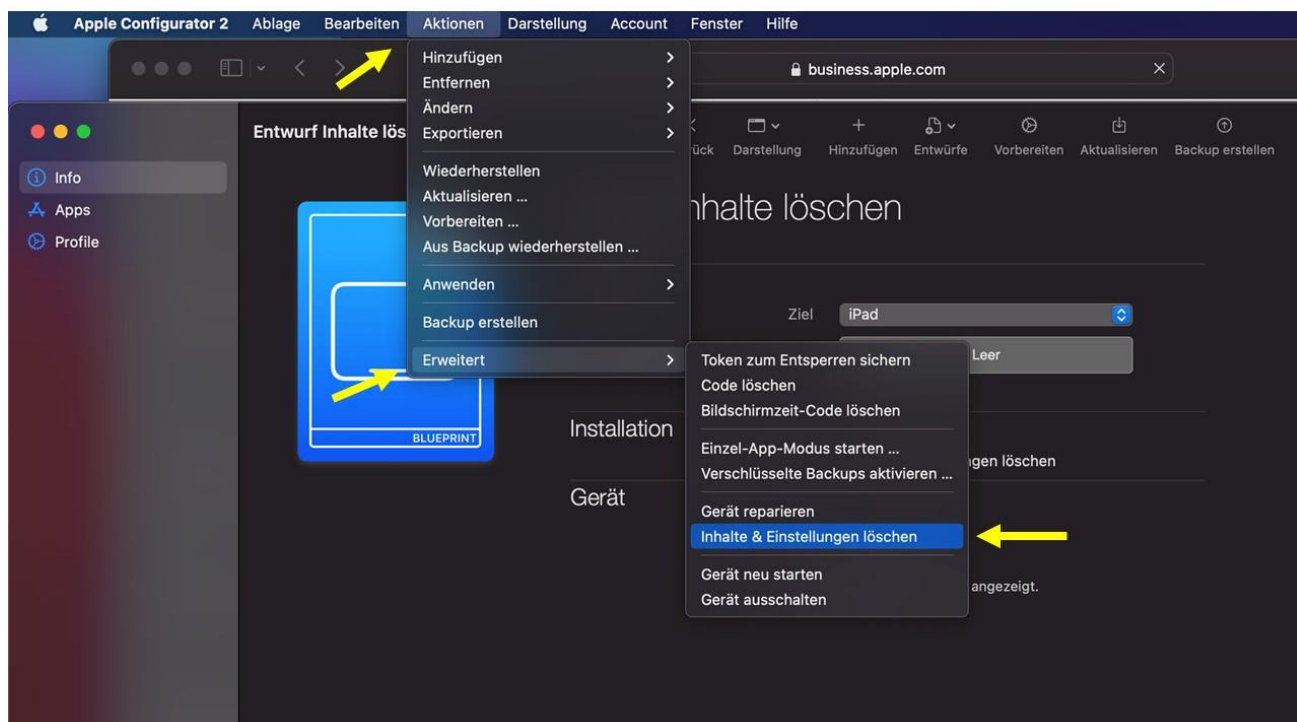 Apple Configurator 2 Ablage Bearbeiten Aktionen Darstellung Account Fenster Hilfe
business.apple.com
Entwurf Inhalte lös
ück Darstellung Hinzufügen Entwürfe Vorbereiten Aktualisieren Backup erstellen
Info
Apps
Profile
Hinzufügen
Entfernen
Ändern
Exportieren
Wiederherstellen
Aktualisieren ...
Vorbereiten ...
Aus Backup wiederherstellen ...
Anwenden
Backup erstellen
Erweitert
BLUEPRINT
nhalte löschen
Ziel iPad
Leer
Installation
gen löschen
Gerät
angezeigt.
Token zum Entsperren sichern
Code löschen
Bildschirmzeit-Code löschen
Einzel-App-Modus starten ...
Verschlüsselte Backups aktivieren ...
Gerät reparieren
Inhalte & Einstellungen löschen
Gerät neu starten
Gerät ausschalten